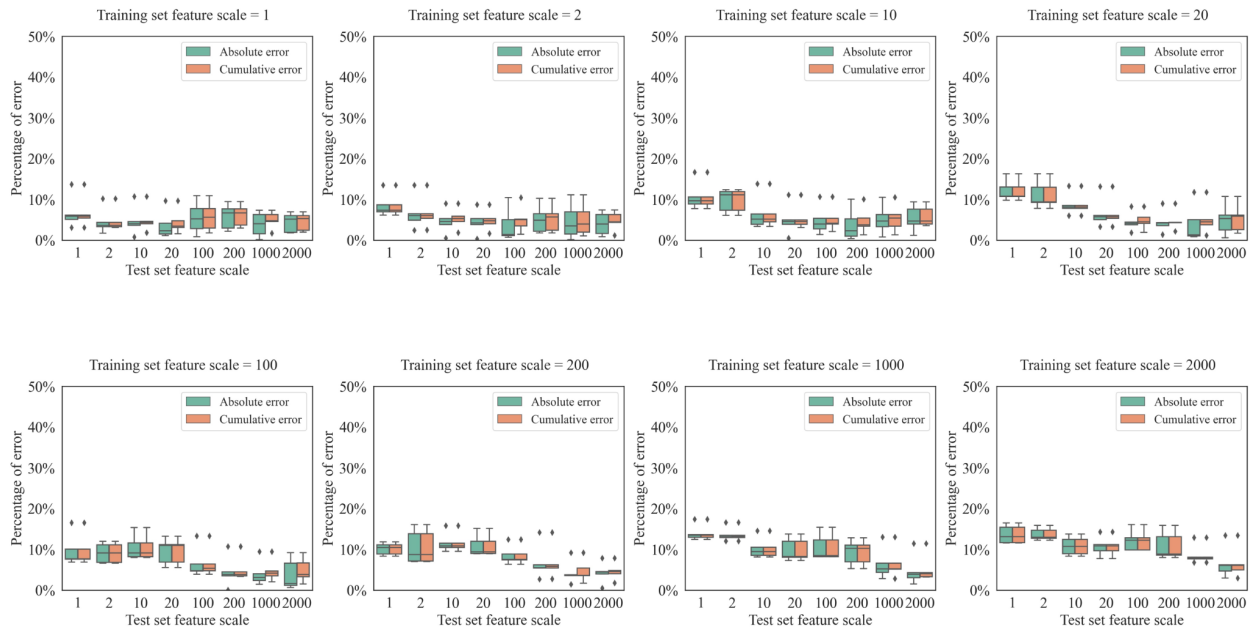 Training set feature scale = 1
50%
40%
30%
20%
10%
0%
Percentage of error
Absolute error
Cumulative error
1 2 10 20 100 200 1000 2000
Test set feature scale
Training set feature scale = 2
50%
40%
30%
20%
10%
0%
Percentage of error
Absolute error
Cumulative error
1 2 10 20 100 200 1000 2000
Test set feature scale
Training set feature scale = 10
50%
40%
30%
20%
10%
0%
Percentage of error
Absolute error
Cumulative error
1 2 10 20 100 200 1000 2000
Test set feature scale
Training set feature scale = 20
50%
40%
30%
20%
10%
0%
Percentage of error
Absolute error
Cumulative error
1 2 10 20 100 200 1000 2000
Test set feature scale
Training set feature scale = 100
50%
40%
30%
20%
10%
0%
Percentage of error
Absolute error
Cumulative error
1 2 10 20 100 200 1000 2000
Test set feature scale
Training set feature scale = 200
50%
40%
30%
20%
10%
0%
Percentage of error
Absolute error
Cumulative error
1 2 10 20 100 200 1000 2000
Test set feature scale
Training set feature scale = 1000
50%
40%
30%
20%
10%
0%
Percentage of error
Absolute error
Cumulative error
1 2 10 20 100 200 1000 2000
Test set feature scale
Training set feature scale = 2000
50%
40%
30%
20%
10%
0%
Percentage of error
Absolute error
Cumulative error
1 2 10 20 100 200 1000 2000
Test set feature scale